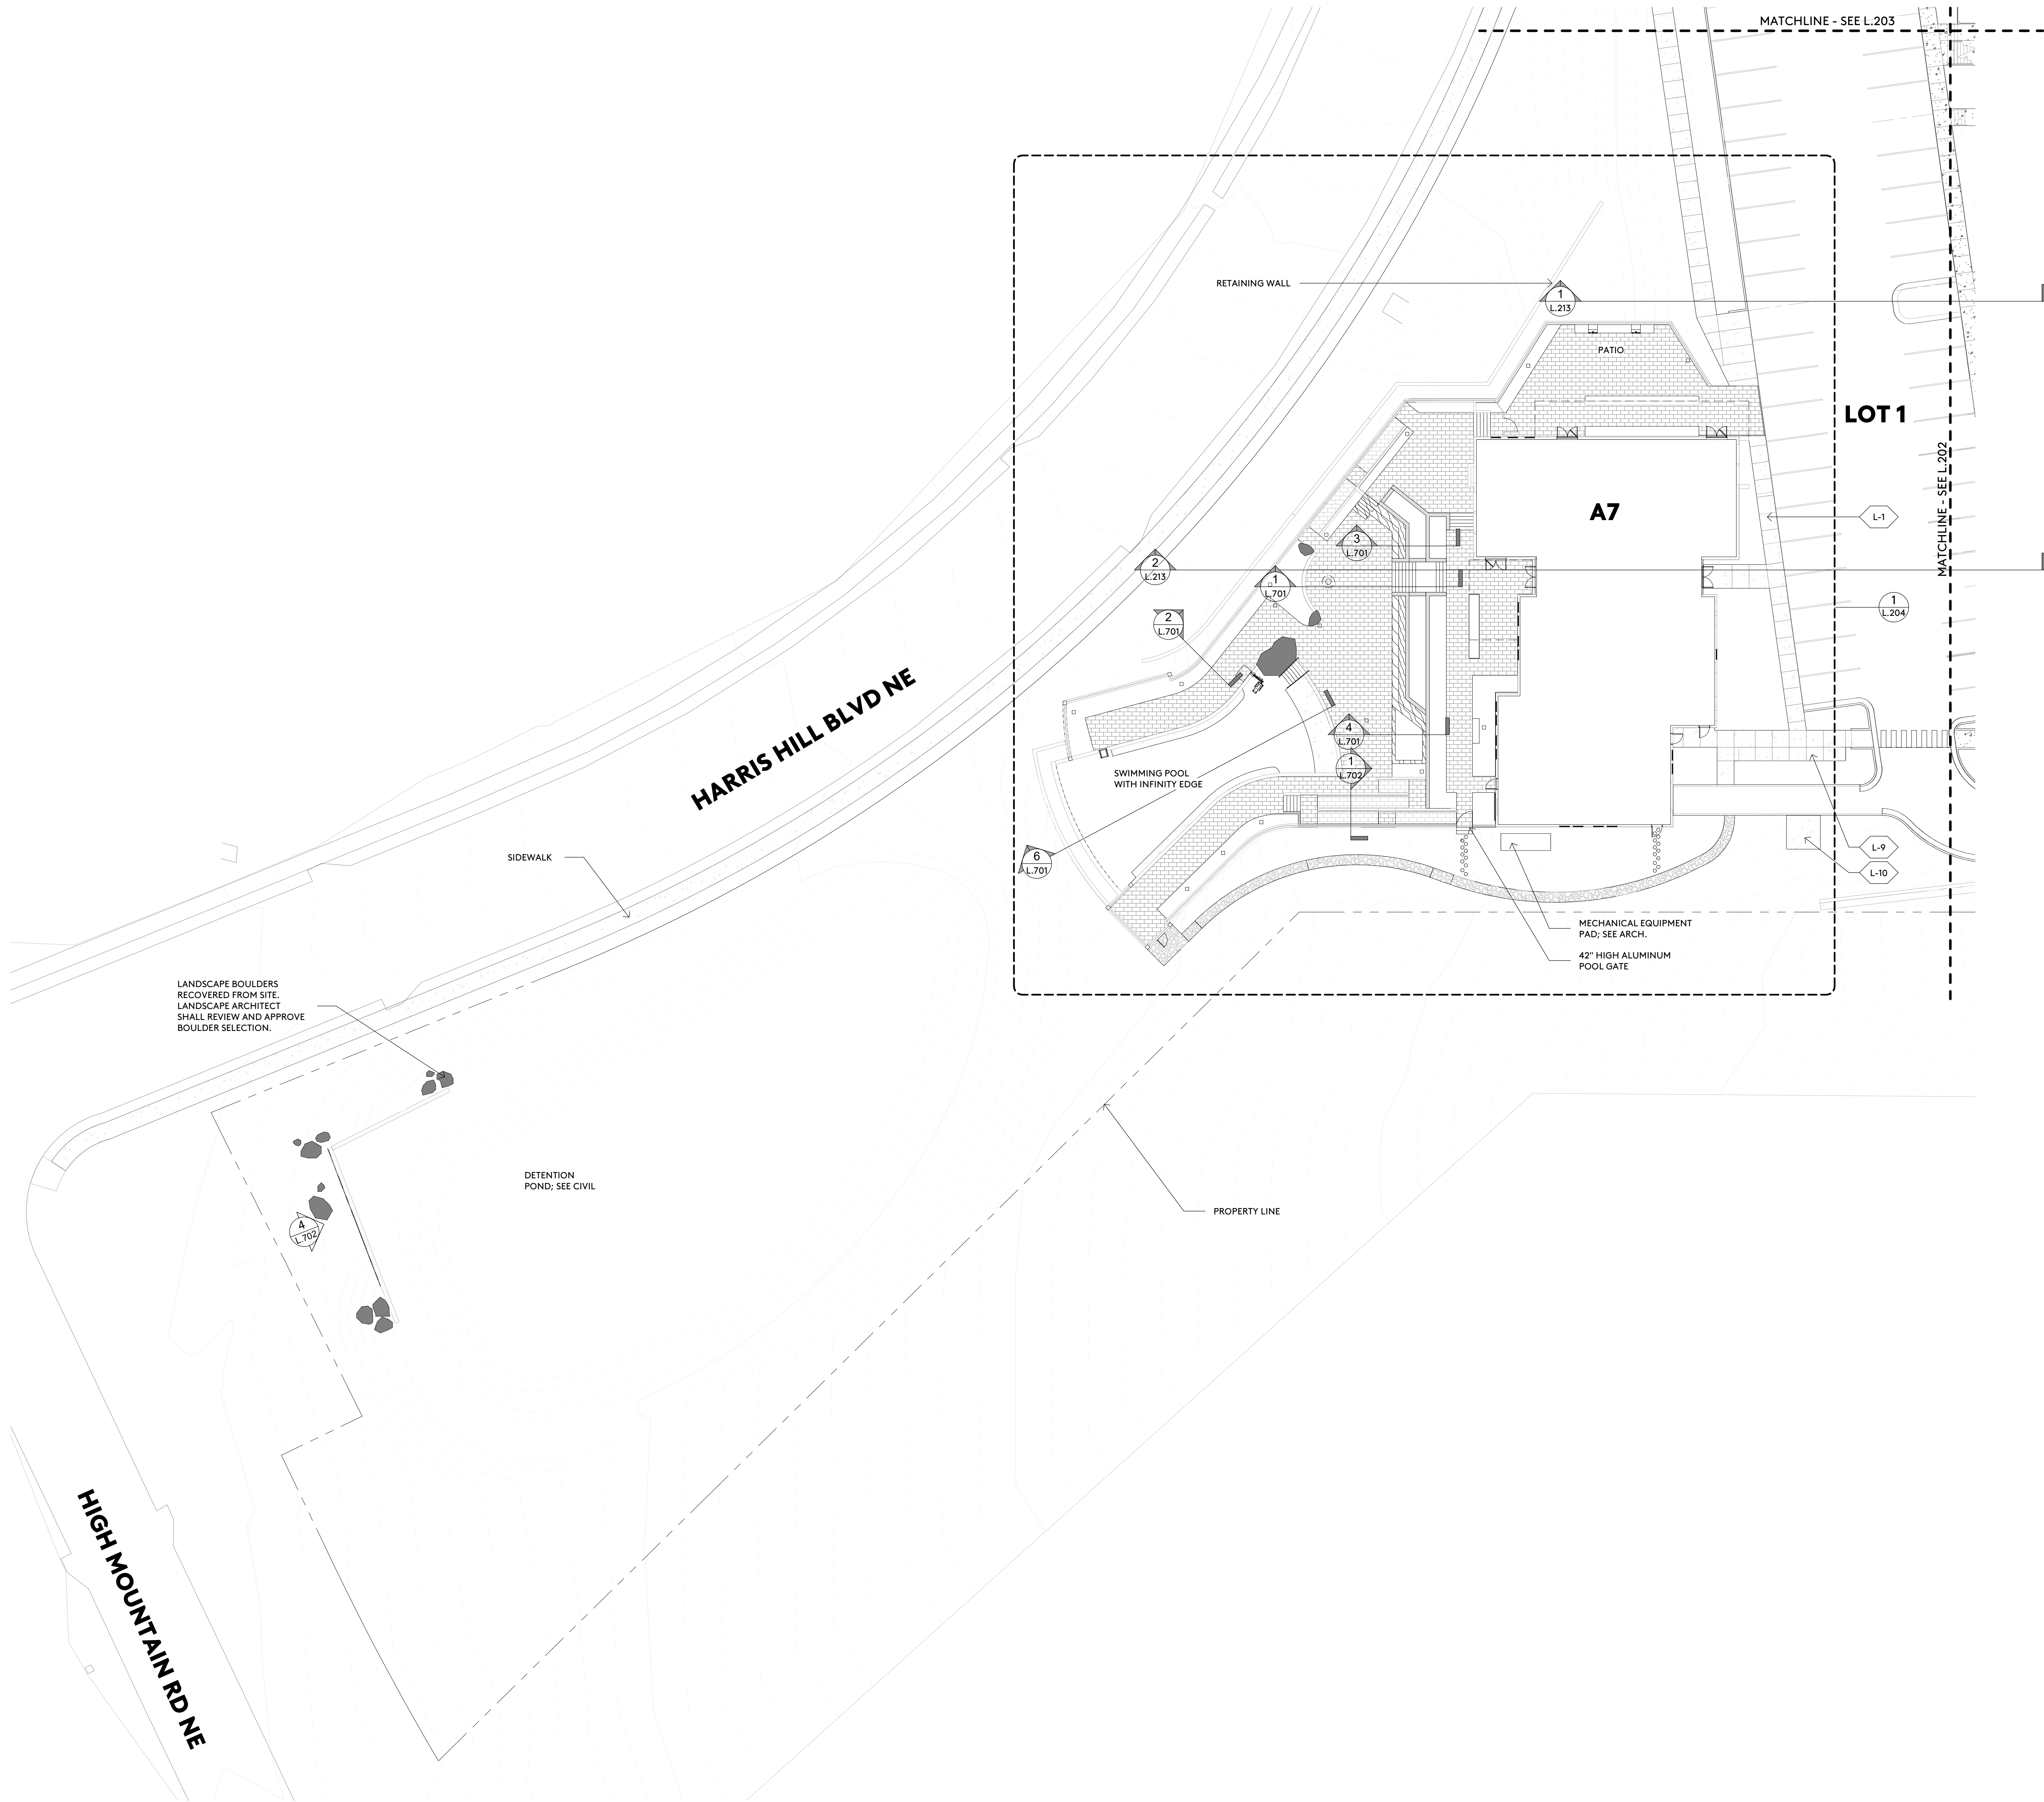 MATCHLINE - SEE L.203
RETAINING WALL
1
L.213
PATIO
LOT 1
MATCHLINE - SEE L.202
A7
L-1
3
L.701
2
L.213
1
L.701
1
L.204
2
L.701
HARRIS HILL BLVD NE
4
L.701
1
L.702
SWIMMING POOL
WITH INFINITY EDGE
6
L.701
SIDEWALK
L-9
L-10
MECHANICAL EQUIPMENT
PAD; SEE ARCH.
42" HIGH ALUMINUM
POOL GATE
LANDSCAPE BOULDERS
RECOVERED FROM SITE.
LANDSCAPE ARCHITECT
SHALL REVIEW AND APPROVE
BOULDER SELECTION.
DETENTION
POND; SEE CIVIL
PROPERTY LINE
4
L.702
HIGH MOUNTAIN RD NE